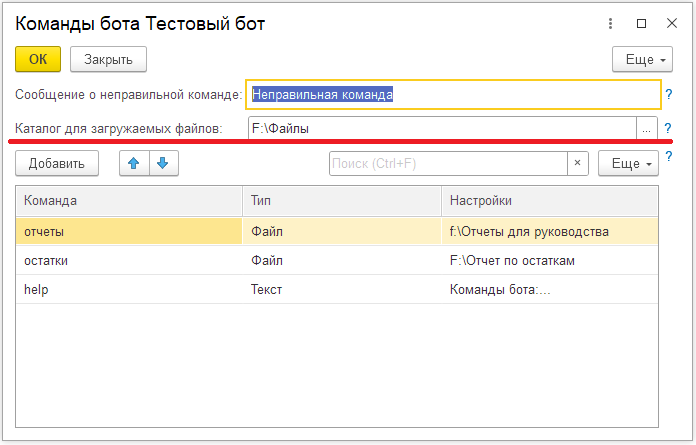 Команды бота Тестовый бот
ОК Закрыть Еще
Сообщение о неправильной команде: Неправильная команда ?
Каталог для загружаемых файлов: F:\Файлы ... ?
Добавить Поиск (Ctrl+F) × Еще ?
Команда Тип Настройки
отчеты Файл f:\Отчеты для руководства
остатки Файл F:\Отчет по остаткам
help Текст Команды бота:...